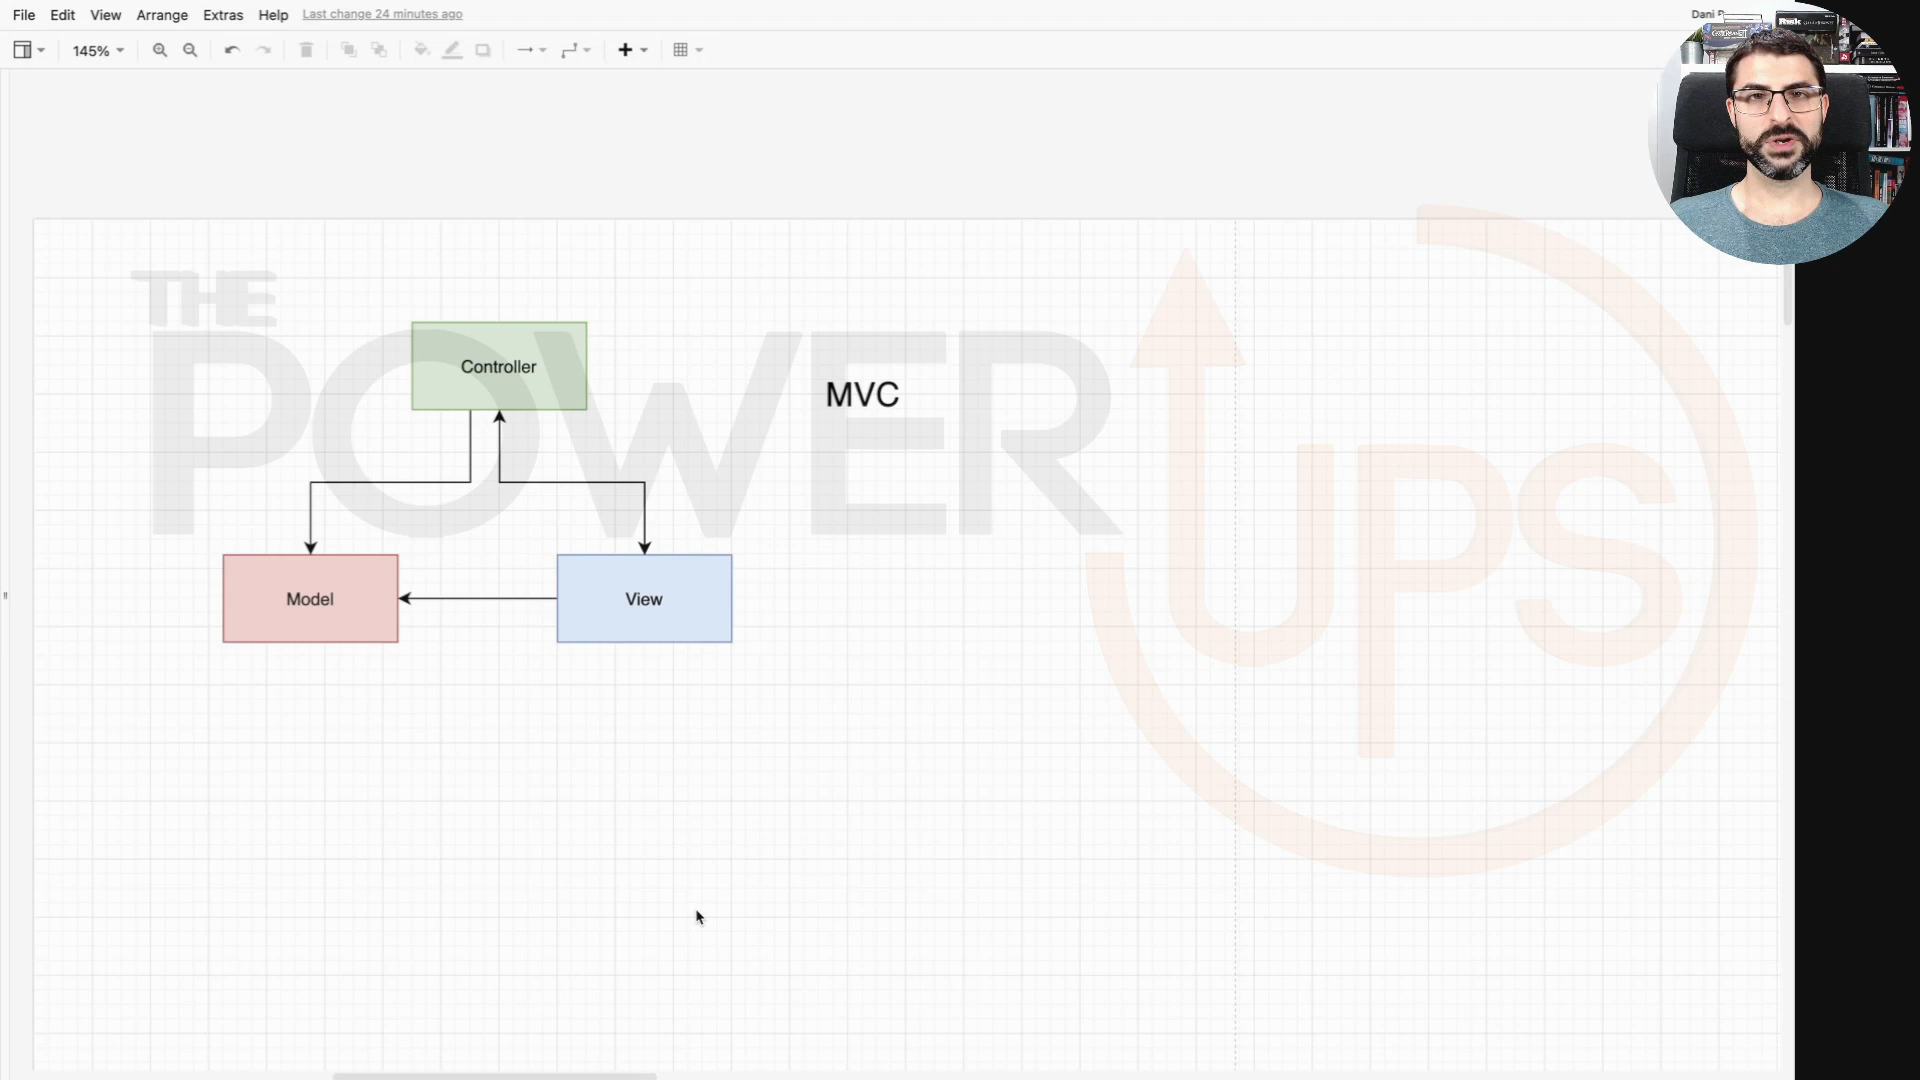 File Edit View Arrange Extras Help Last change 24 minutes ago
Dani
145%
THE
POWER
UPS
Controller
MVC
Model
View